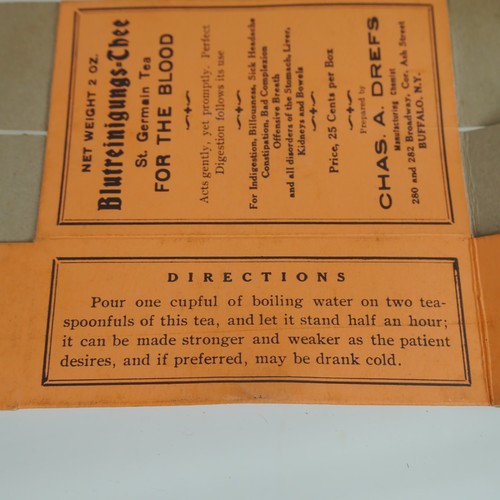 NET WEIGHT 2 OZ.
Blutreinigungs-Thee
St. Germain Tea
FOR THE BLOOD
Acts gently, yet promptly. Perfect
Digestion follows its use
For Indigestion, Billousness, Sick Headache
Constipation, Bad Complexion
Offensive Breath
and all disorders of the Stomach, Liver,
Kidneys and Bowels
Price, 25 Cents per Box
Prepared by
CHAS. A. DREFS
Manufacturing Chemist
280 and 282 Broadway, Cor. Ash Street
BUFFALO, N.Y.
DIRECTIONS
Pour one cupful of boiling water on two tea-
spoonfuls of this tea, and let it stand half an hour;
it can be made stronger and weaker as the patient
desires, and if preferred, may be drank cold.